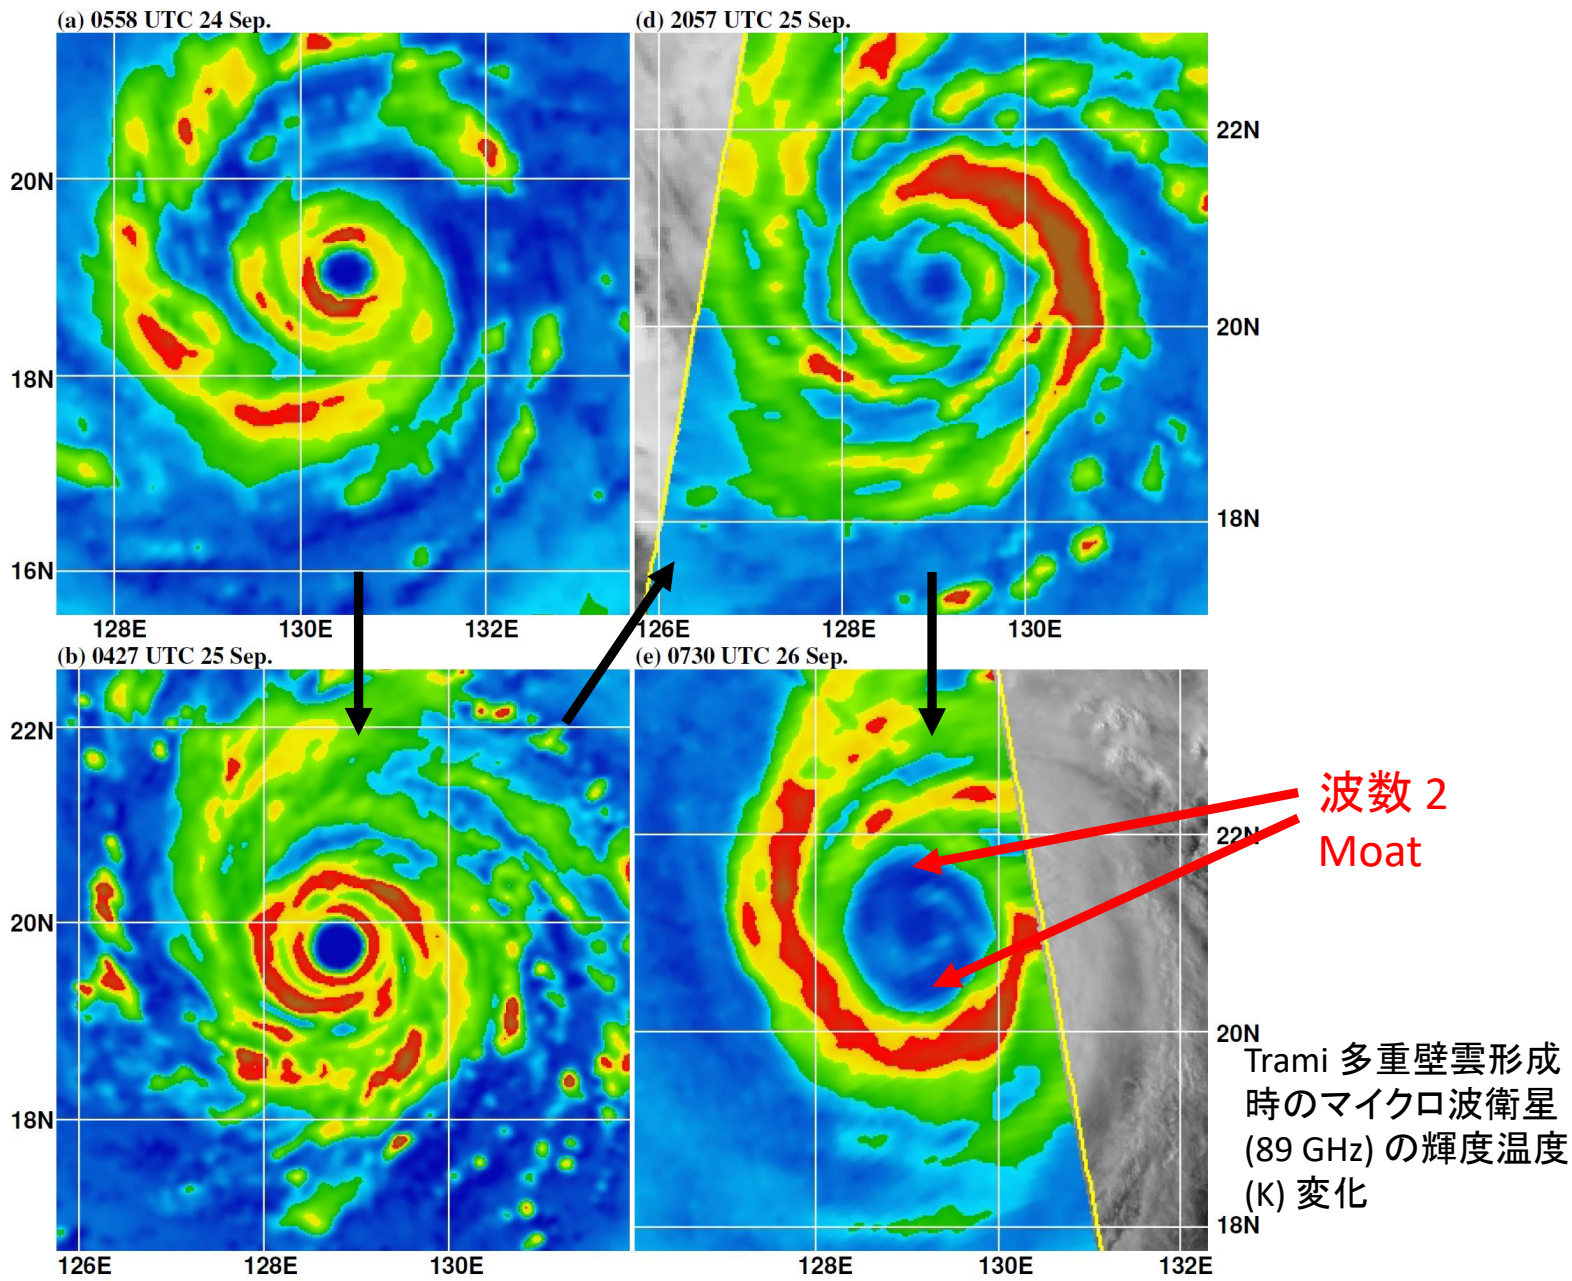 (a) 0558 UTC 24 Sep.
20N
18N
16N
128E 130E 132E
(d) 2057 UTC 25 Sep.
22N
20N
18N
126E 128E 130E
(b) 0427 UTC 25 Sep.
22N
20N
18N
126E 128E 130E
(e) 0730 UTC 26 Sep.
22N
20N
18N
128E 130E 132E
波数 2
Moat
Trami 多重壁雲形成
時のマイクロ波衛星
(89 GHz) の輝度温度
(K) 変化